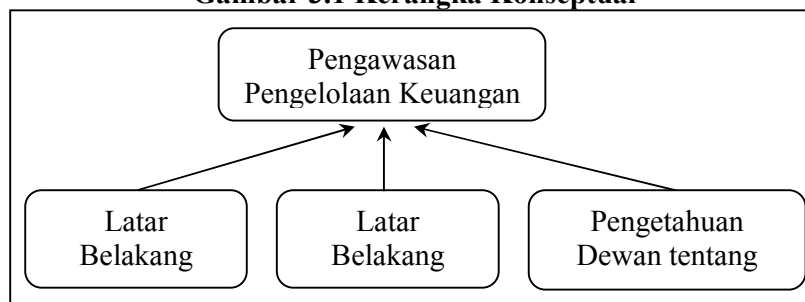 Gambar 3.1 Kerangka Konseptual
Pengawasan
Pengelolaan Keuangan
Latar
Belakang
Latar
Belakang
Pengetahuan
Dewan tentang